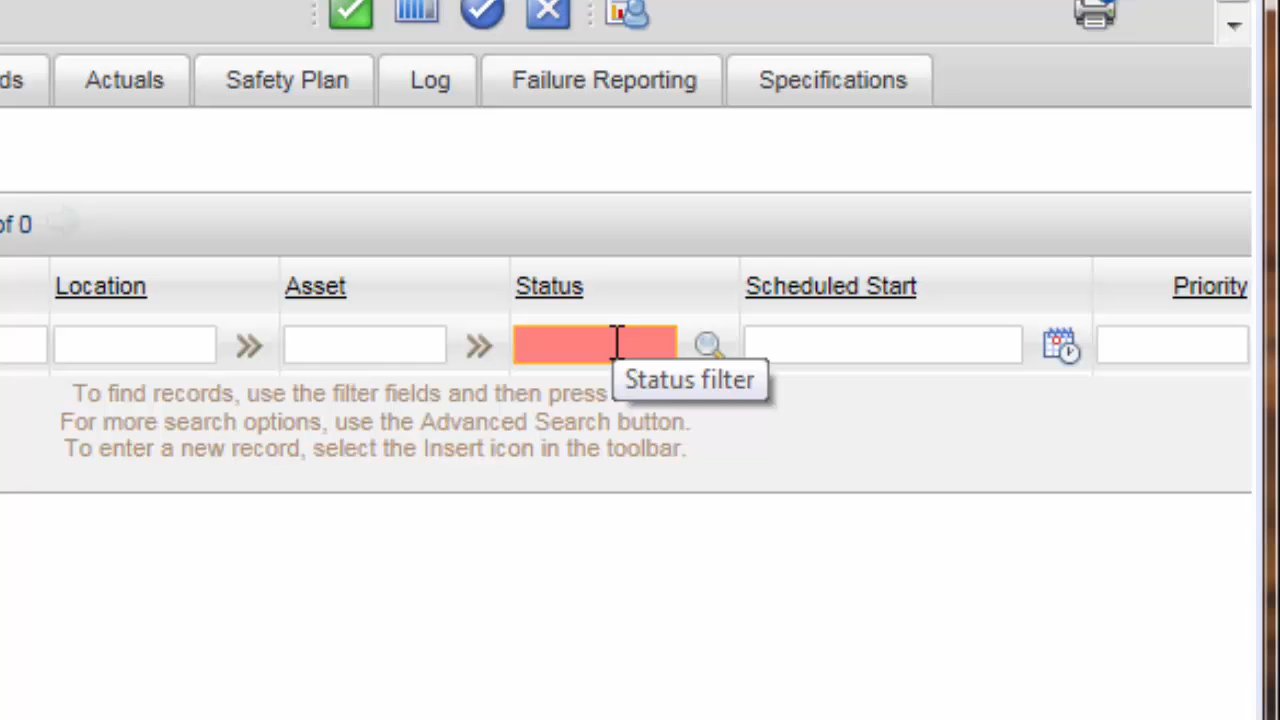 ds Actuals Safety Plan Log Failure Reporting Specifications
of 0
Location Asset Status Scheduled Start Priority
Status filter
To find records, use the filter fields and then press
For more search options, use the Advanced Search button.
To enter a new record, select the Insert icon in the toolbar.